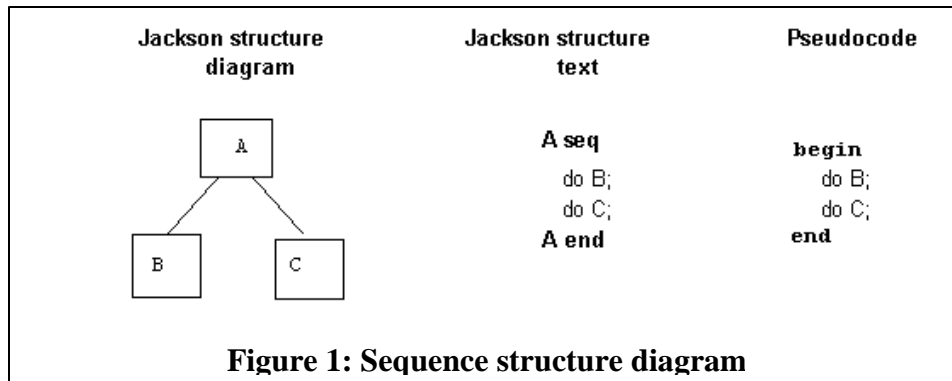 Jackson structure
diagram
A
B
C
Jackson structure
text
A seq
do B;
do C;
A end
Pseudocode
begin
do B;
do C;
end
Figure 1: Sequence structure diagram